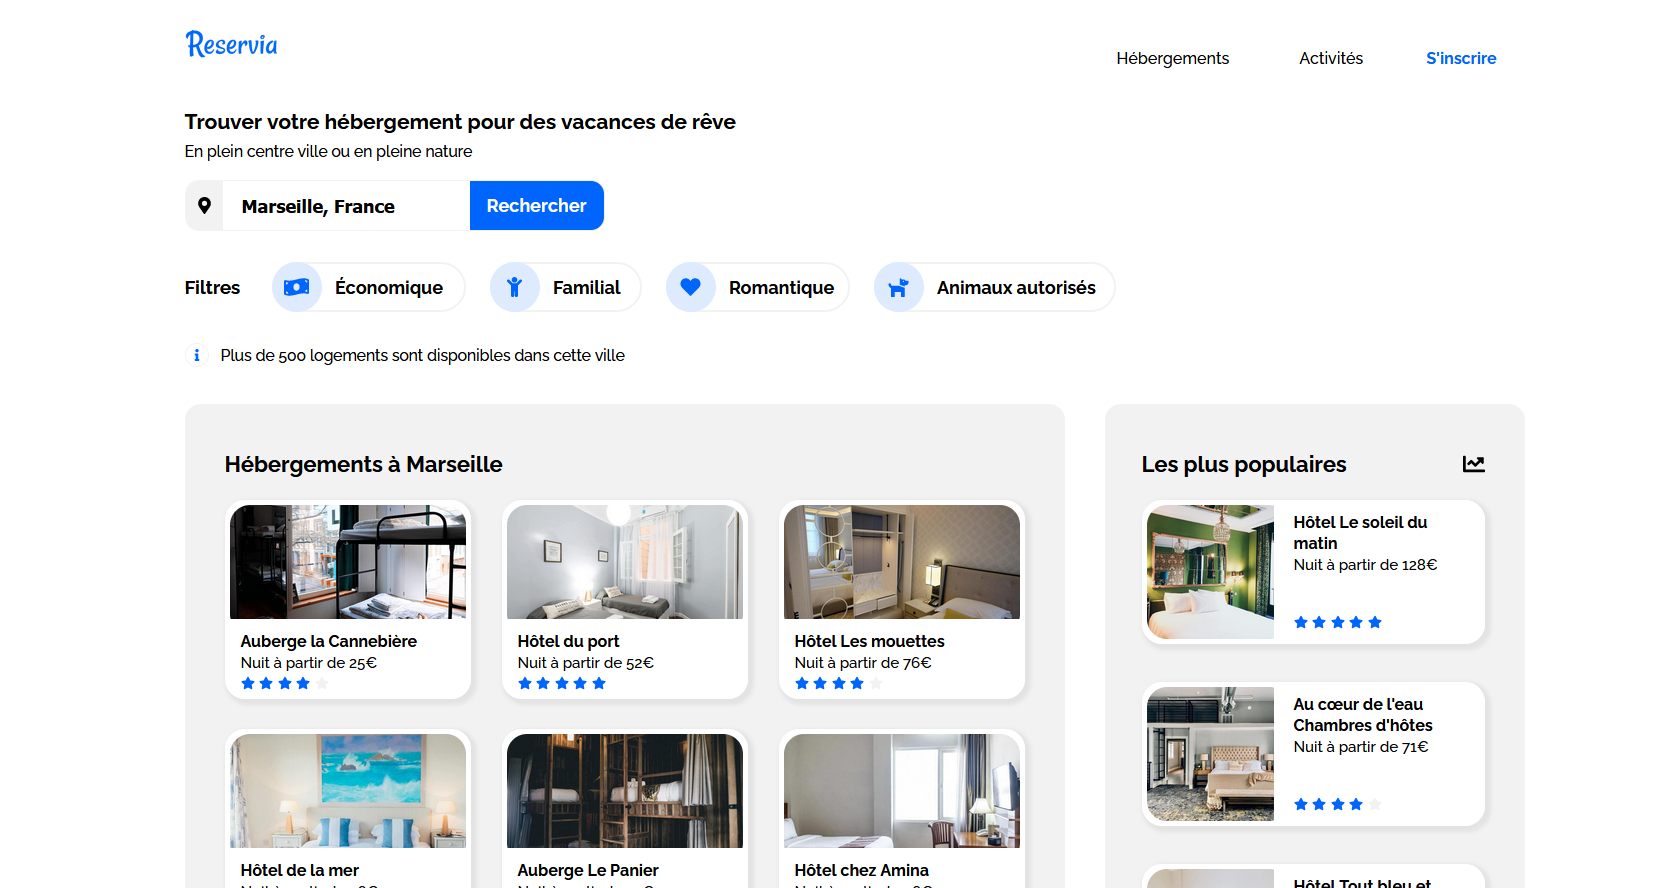 Reservia
Hébergements
Activités
S'inscrire
Trouver votre hébergement pour des vacances de rêve
En plein centre ville ou en pleine nature
Marseille, France
Rechercher
Filtres
Économique
Familial
Romantique
Animaux autorisés
Plus de 500 logements sont disponibles dans cette ville
Hébergements à Marseille
Auberge la Cannebière
Nuit à partir de 25€
Hôtel du port
Nuit à partir de 52€
Hôtel Les mouettes
Nuit à partir de 76€
Hôtel de la mer
Auberge Le Panier
Hôtel chez Amina
Les plus populaires
Hôtel Le soleil du
matin
Nuit à partir de 128€
Au cœur de l'eau
Chambres d'hôtes
Nuit à partir de 71€
Hôtel Tout bleu et